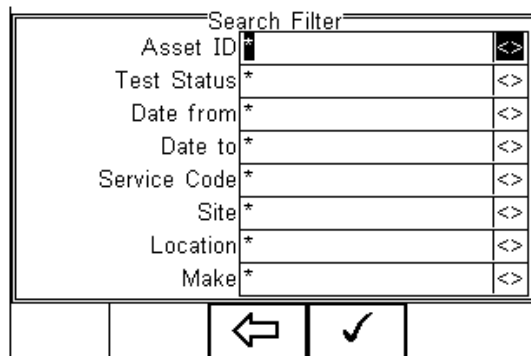 Search Filter
Asset ID * <>
Test Status * <>
Date from * <>
Date to * <>
Service Code * <>
Site * <>
Location * <>
Make * <>